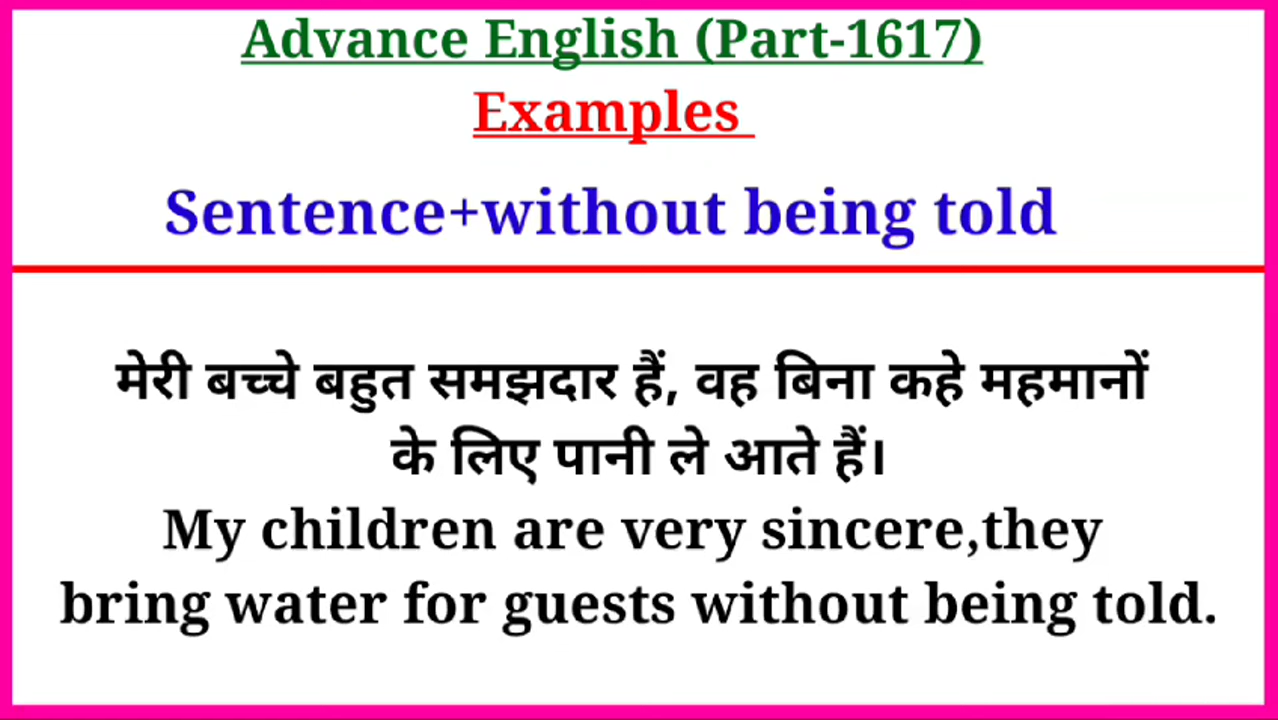 Advance English (Part-1617)
Examples
Sentence+without being told
मेरी बच्चे बहुत समझदार हैं, वह बिना कहे महमानों
के लिए पानी ले आते हैं।
My children are very sincere,they
bring water for guests without being told.